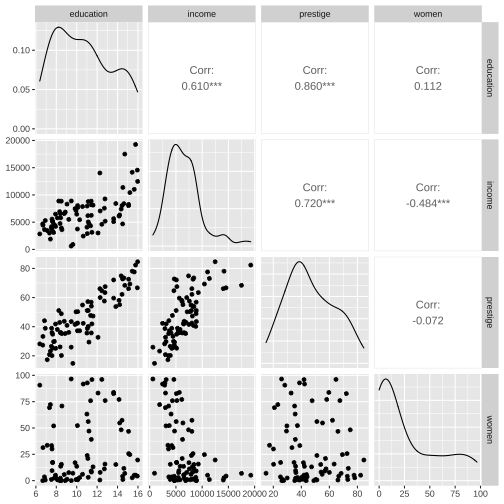 education
income
prestige
women
0.10
0.05
0.00
Corr:
0.610***
Corr:
0.860***
Corr:
0.112
education
20000
15000
10000
5000
0
Corr:
0.720***
Corr:
-0.484***
income
80
60
40
20
Corr:
-0.072
prestige
100
75
50
25
0
women
6 8 10 12 14 16
0 5000 10000 15000 20000
20 40 60 80
0 25 50 75 100